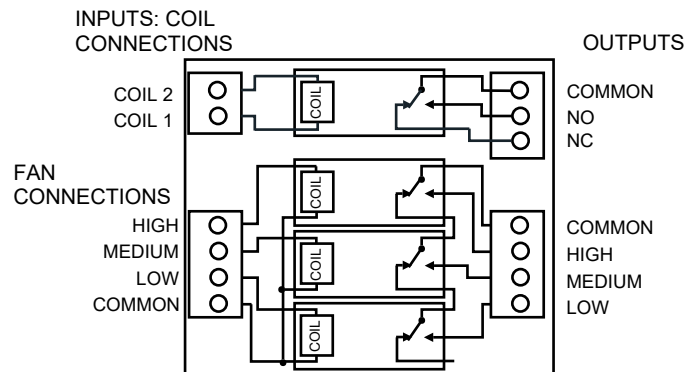 INPUTS: COIL
CONNECTIONS
OUTPUTS
COIL 2
COIL 1
COIL
COMMON
NO
NC
FAN
CONNECTIONS
HIGH
MEDIUM
LOW
COMMON
COIL
COIL
COIL
COMMON
HIGH
MEDIUM
LOW